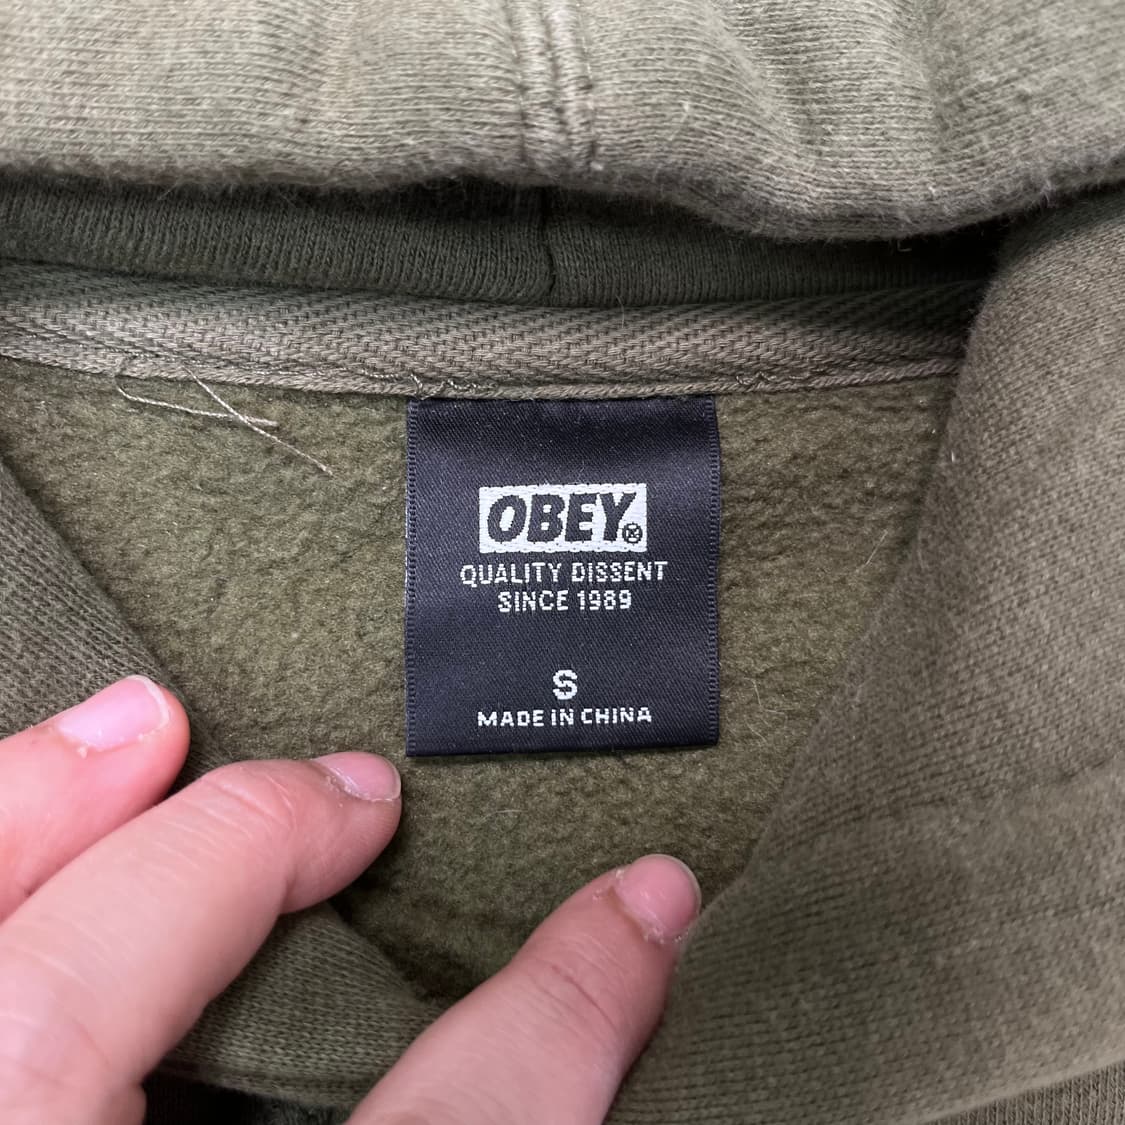 OBEY®
QUALITY DISSENT
SINCE 1989
S
MADE IN CHINA